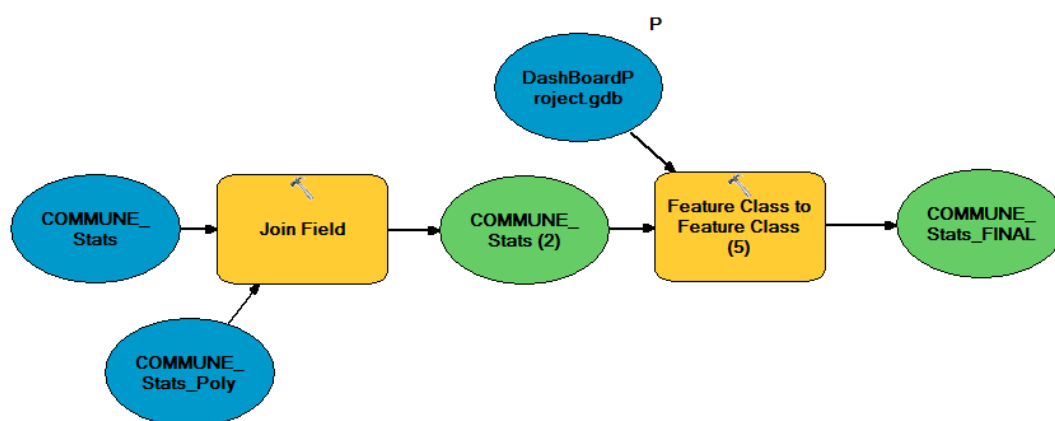 P
DashBoardP
roject.gdb
COMMUNE_
Stats
Join Field
COMMUNE_
Stats (2)
Feature Class to
Feature Class
(5)
COMMUNE_
Stats_FINAL
COMMUNE_
Stats_Poly